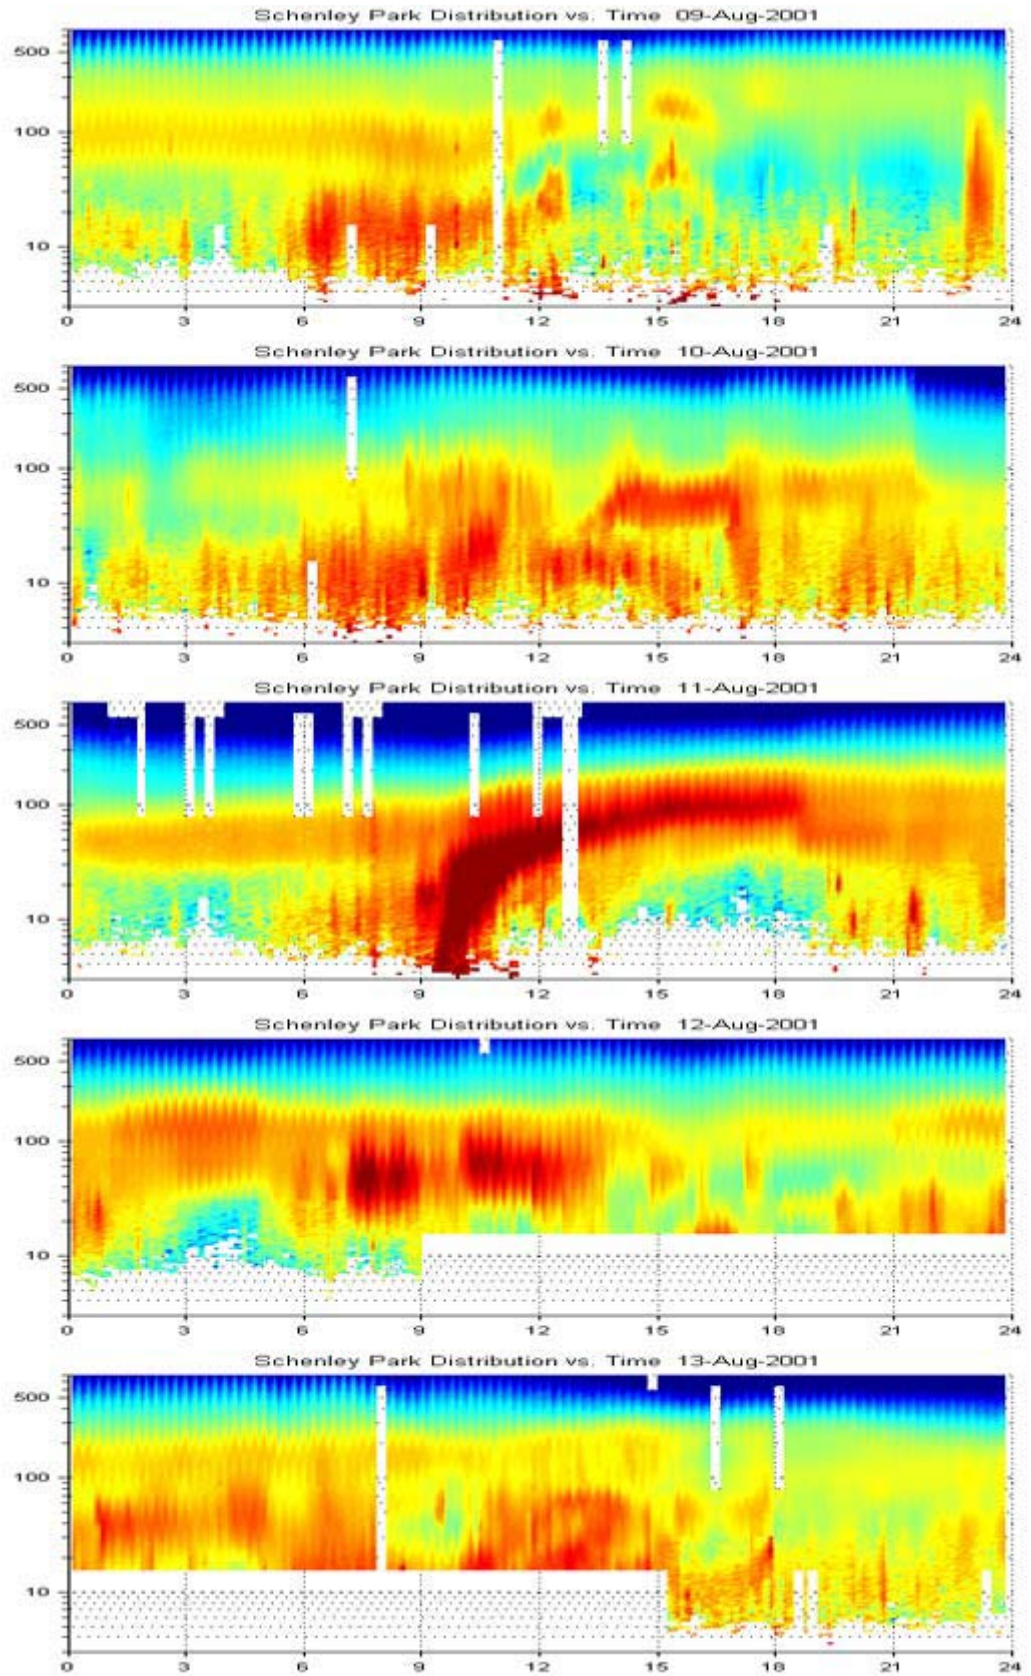 Schenley Park Distribution vs. Time 09-Aug-2001
500
100
10
0 3 6 9 12 15 18 21 24
Schenley Park Distribution vs. Time 10-Aug-2001
500
100
10
0 3 6 9 12 15 18 21 24
Schenley Park Distribution vs. Time 11-Aug-2001
500
100
10
0 3 6 9 12 15 18 21 24
Schenley Park Distribution vs. Time 12-Aug-2001
500
100
10
0 3 6 9 12 15 18 21 24
Schenley Park Distribution vs. Time 13-Aug-2001
500
100
10
0 3 6 9 12 15 18 21 24